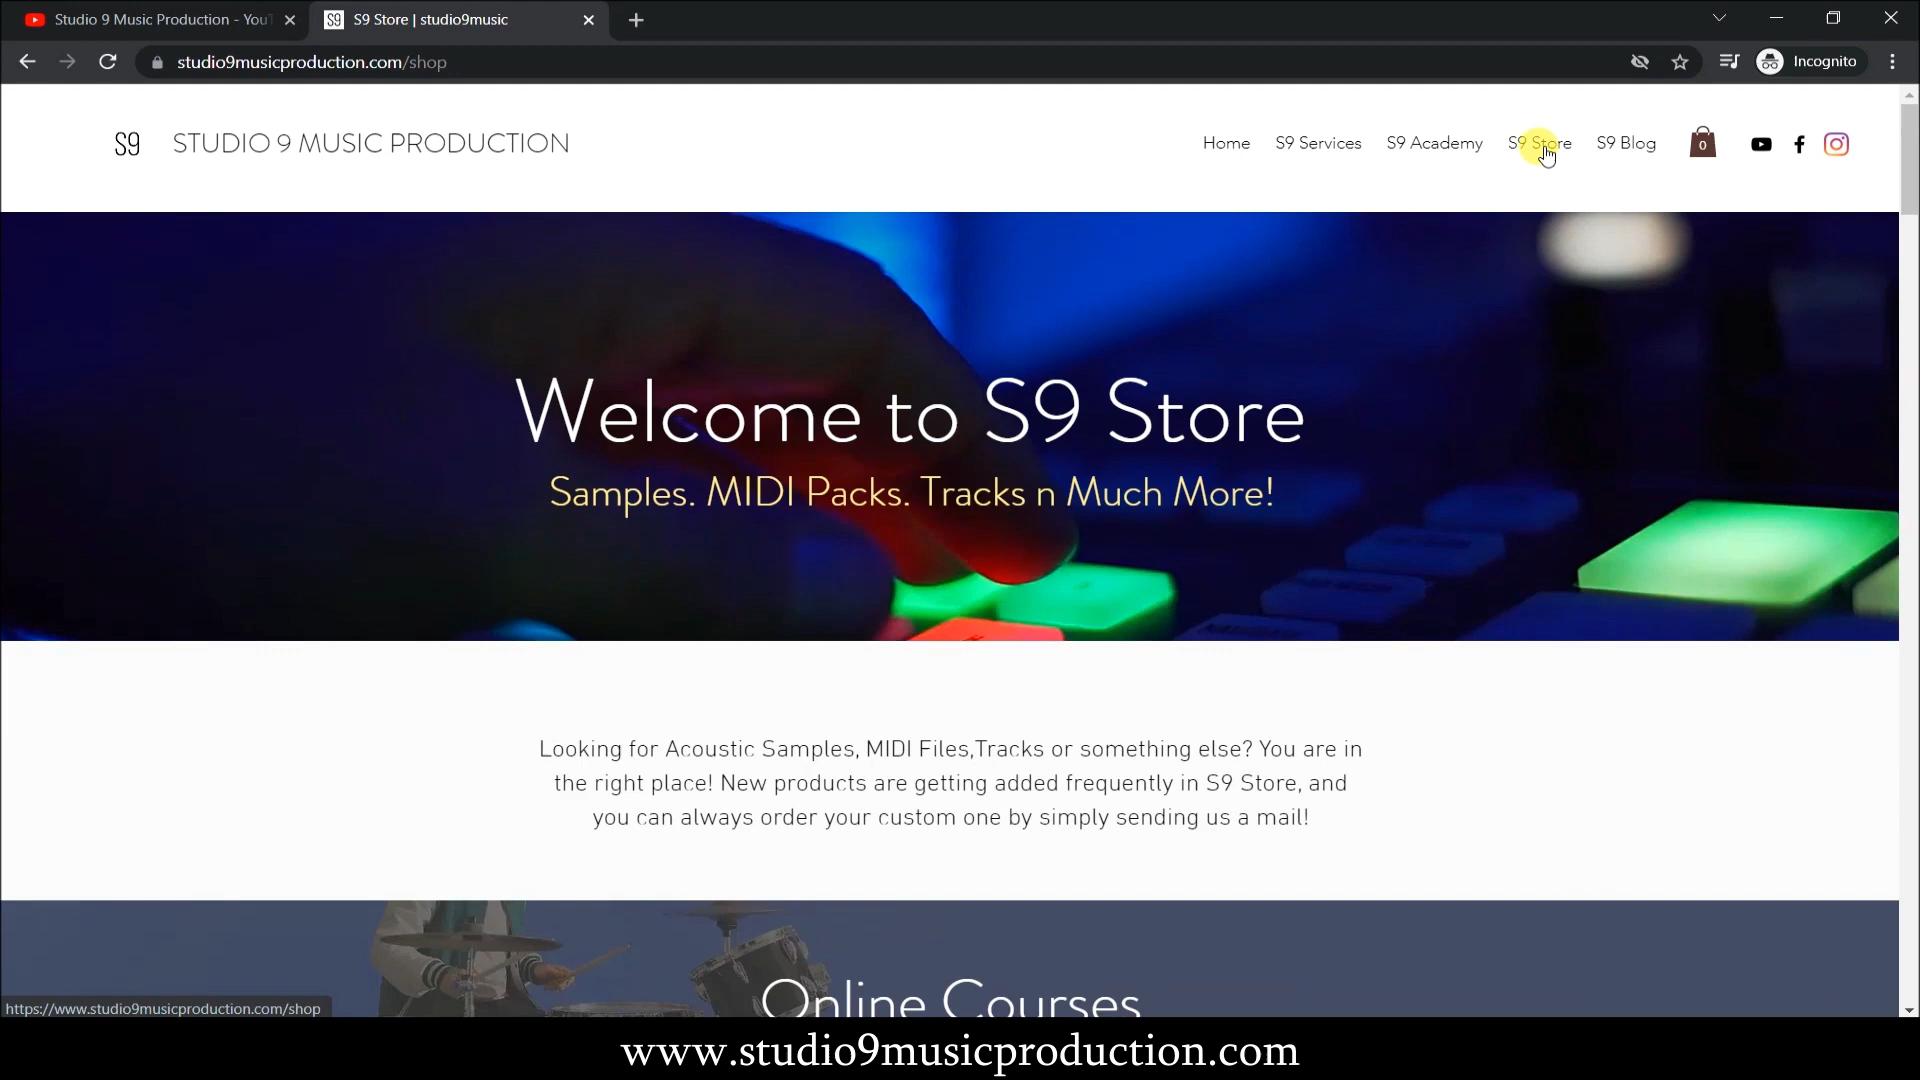 Studio 9 Music Production - You
S9 S9 Store | studio9music
studio9musicproduction.com/shop
Incognito
S9 STUDIO 9 MUSIC PRODUCTION
Home S9 Services S9 Academy S9 Store S9 Blog 0
Welcome to S9 Store
Samples. MIDI Packs. Tracks n Much More!
Looking for Acoustic Samples, MIDI Files,Tracks or something else? You are in
the right place! New products are getting added frequently in S9 Store, and
you can always order your custom one by simply sending us a mail!
Online Courses
https://www.studio9musicproduction.com/shop
www.studio9musicproduction.com